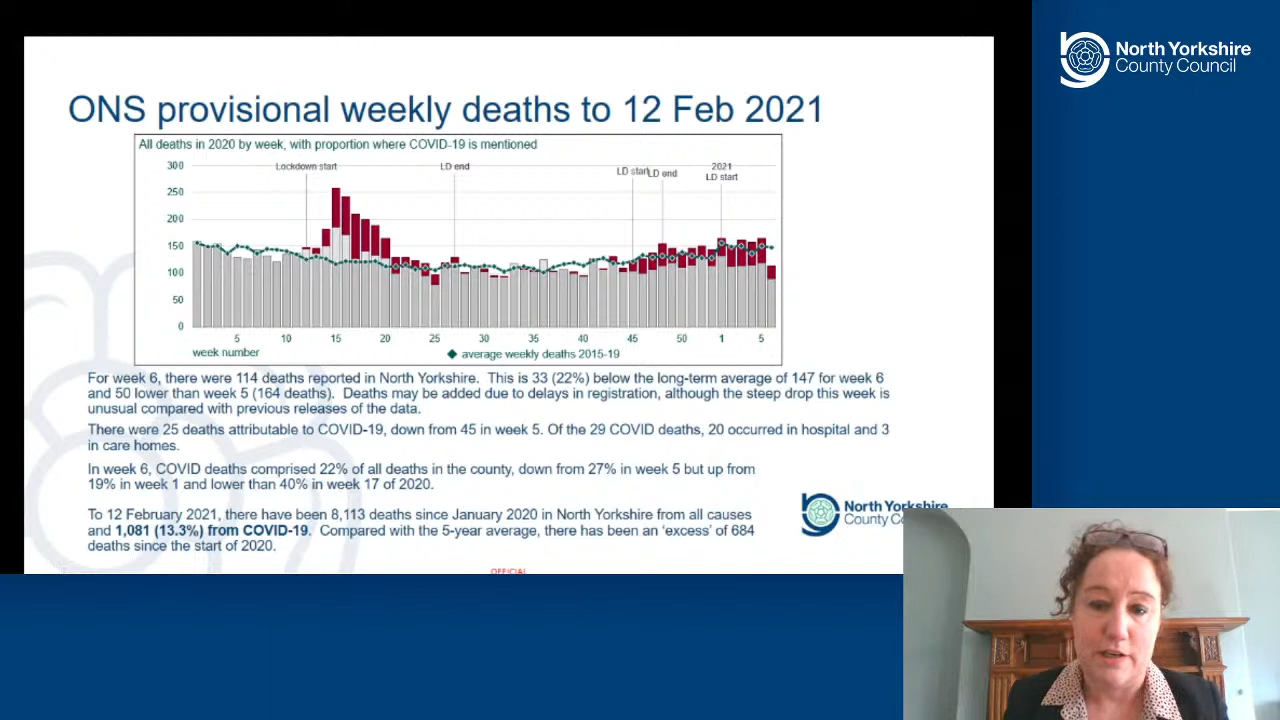 North Yorkshire
County Council
ONS provisional weekly deaths to 12 Feb 2021
All deaths in 2020 by week, with proportion where COVID-19 is mentioned
300
250
200
150
100
50
0
Lockdown start
LD end
LD start
LD end
2021
LD start
5
10
15
20
25
30
35
40
45
50
1
5
week number
average weekly deaths 2015-19
For week 6, there were 114 deaths reported in North Yorkshire. This is 33 (22%) below the long-term average of 147 for week 6
and 50 lower than week 5 (164 deaths). Deaths may be added due to delays in registration, although the steep drop this week is
unusual compared with previous releases of the data.
There were 25 deaths attributable to COVID-19, down from 45 in week 5. Of the 29 COVID deaths, 20 occurred in hospital and 3
in care homes.
In week 6, COVID deaths comprised 22% of all deaths in the county, down from 27% in week 5 but up from
19% in week 1 and lower than 40% in week 17 of 2020.
To 12 February 2021, there have been 8,113 deaths since January 2020 in North Yorkshire from all causes
and 1,081 (13.3%) from COVID-19. Compared with the 5-year average, there has been an 'excess' of 684
deaths since the start of 2020.
North Yorkshire
County
OFFICIAL